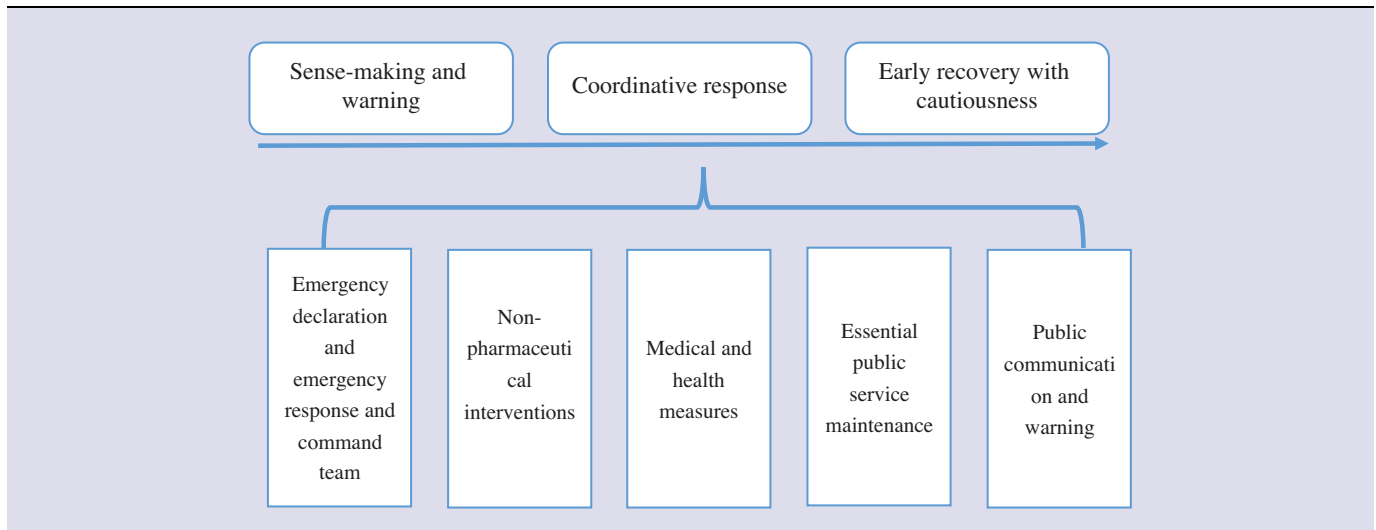 Sense-making and
warning
Coordinative response
Early recovery with
cautiousness
Emergency
declaration
and
emergency
response and
command
team
Non-
pharmaceuti
cal
interventions
Medical and
health
measures
Essential
public
service
maintenance
Public
communicati
on and
warning